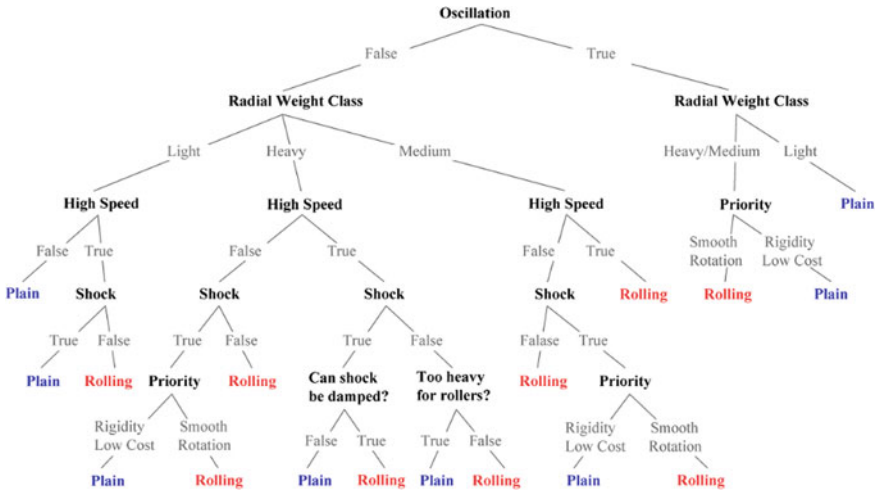 Oscillation
False True
Radial Weight Class Radial Weight Class
Light Heavy Medium Heavy/Medium Light
High Speed High Speed High Speed Priority Plain
False True False True False True Smooth Rotation Rigidity Low Cost
Plain Shock Shock Shock Shock Rolling Rolling Plain
True False True False True False Falase True
Plain Rolling Priority Rolling Can shock be damped? Too heavy for rollers? Rolling Priority
Rigidity Low Cost Smooth Rotation False True True False Rigidity Low Cost Smooth Rotation
Plain Rolling Plain Rolling Plain Rolling Plain Rolling